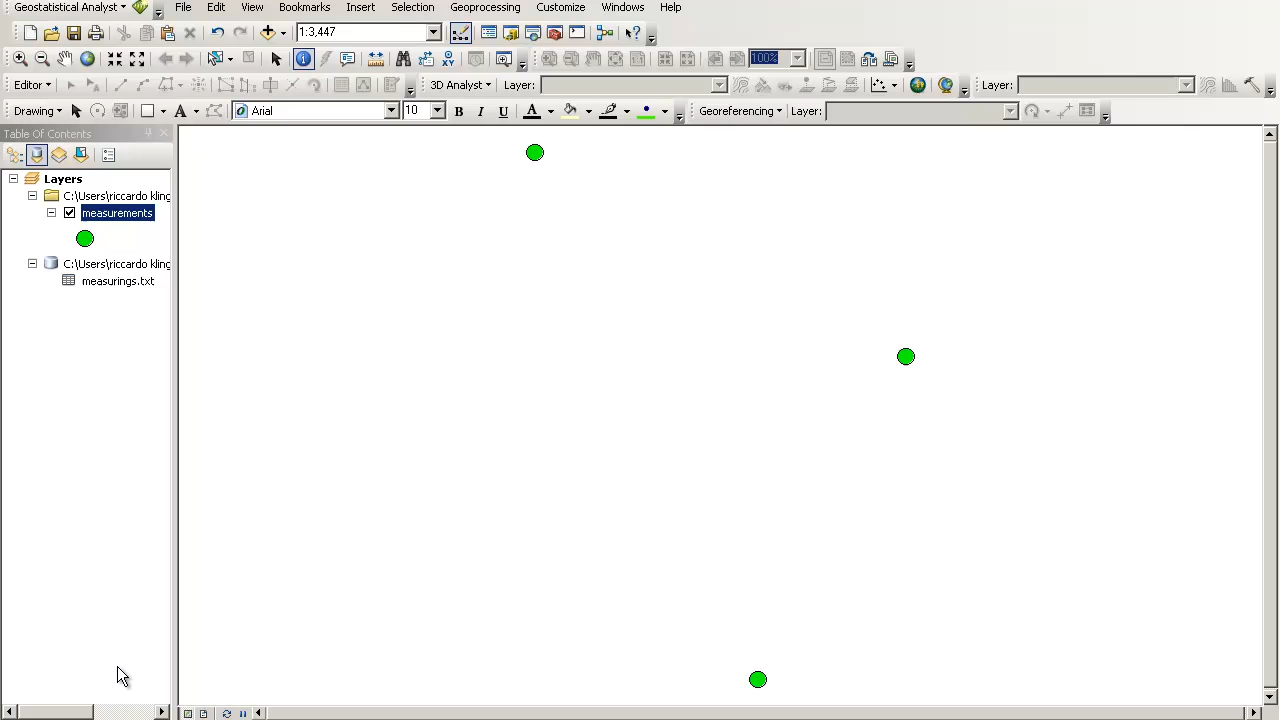 Geostatistical Analyst File Edit View Bookmarks Insert Selection Geoprocessing Customize Windows Help
1:3,447
100%
Editor 3D Analyst Layer: Layer:
Drawing A Arial 10 B I U A Georeferencing Layer:
Table Of Contents
Layers
C:\Users\riccardo kling
measurements
C:\Users\riccardo kling
measurings.txt